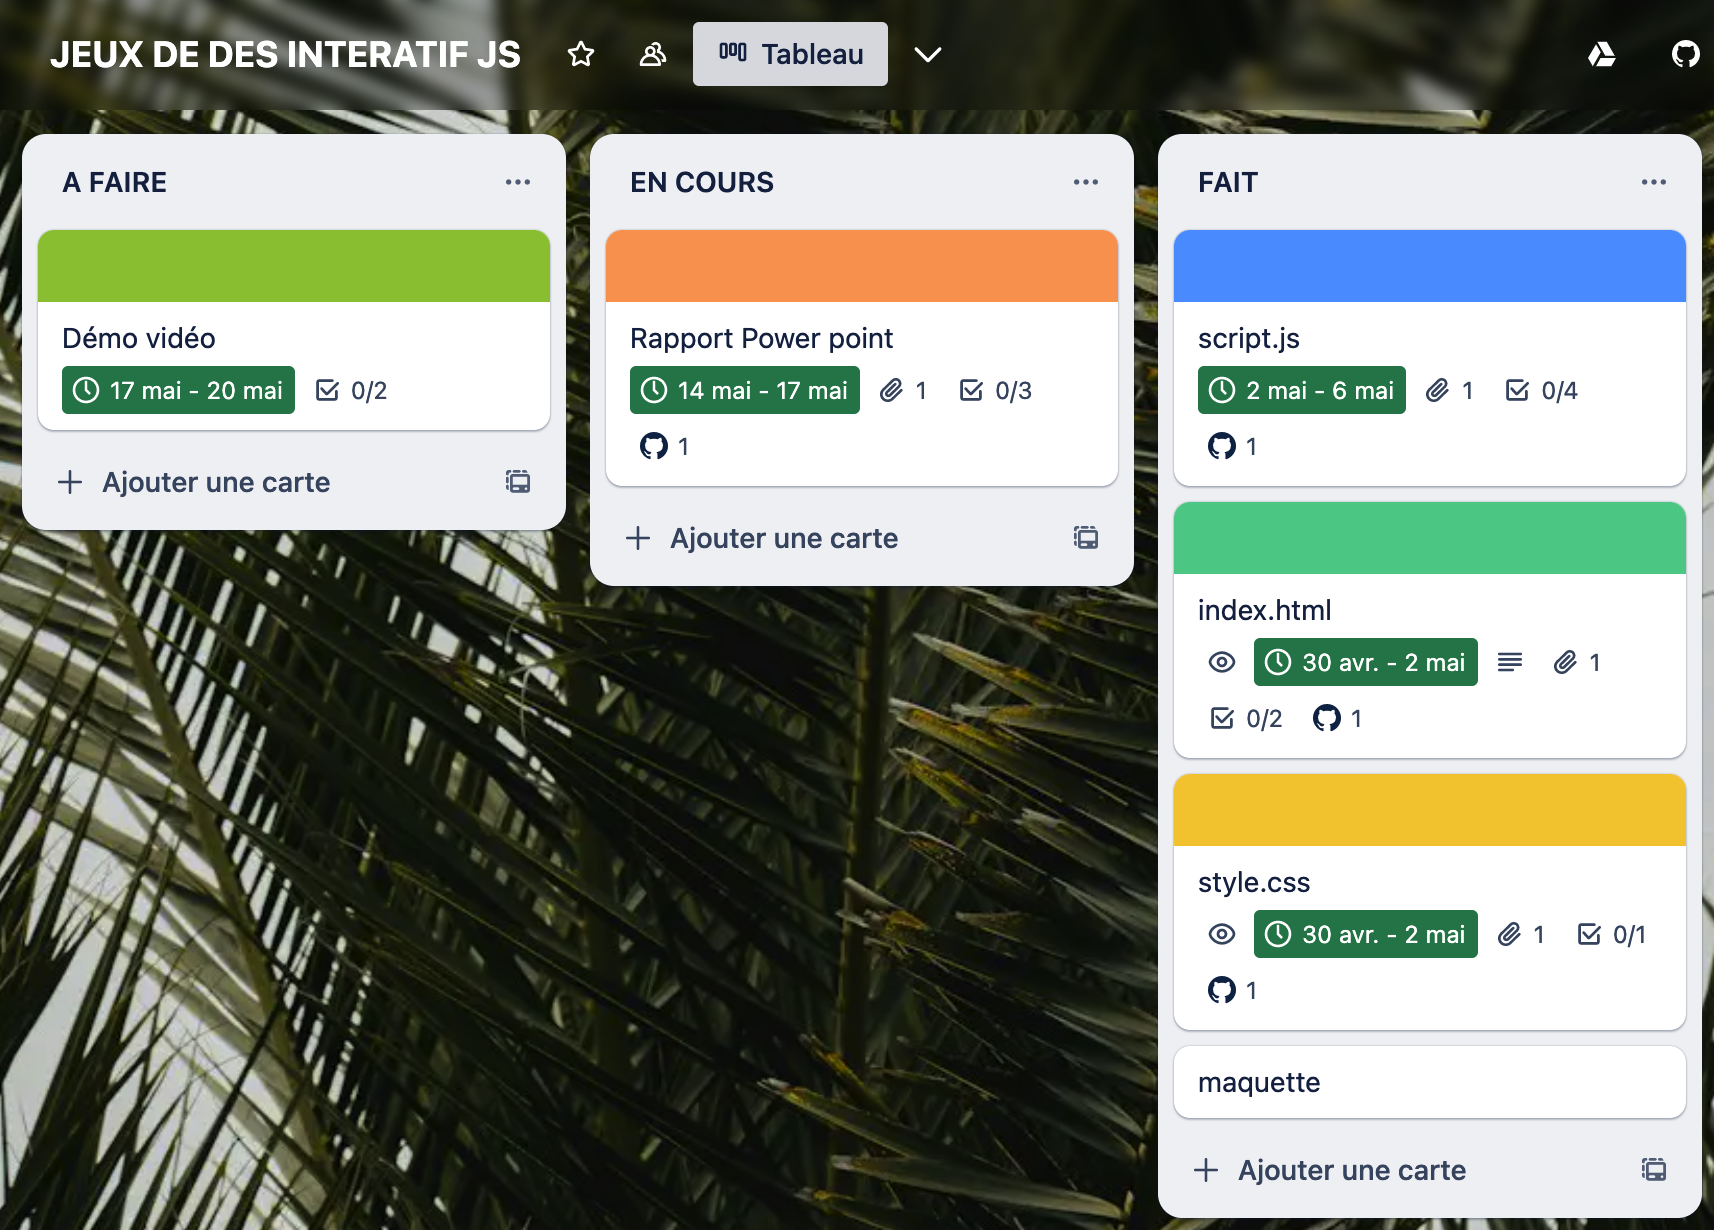 JEUX DE DES INTERATIF JS
Tableau
A FAIRE
Démo vidéo
17 mai - 20 mai 0/2
Ajouter une carte
EN COURS
Rapport Power point
14 mai - 17 mai 1 0/3
1
Ajouter une carte
FAIT
script.js
2 mai - 6 mai 1 0/4
1
index.html
30 avr. - 2 mai 1
0/2 1
style.css
30 avr. - 2 mai 1 0/1
1
maquette
Ajouter une carte